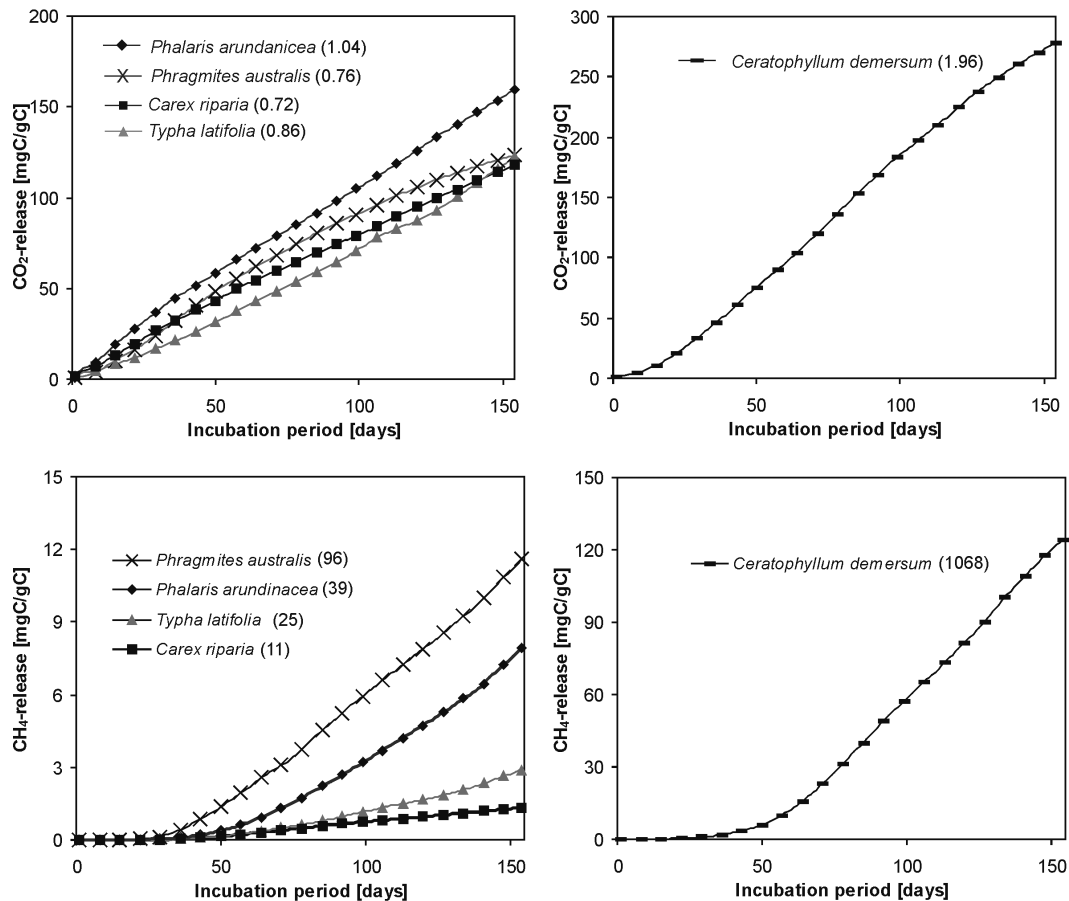 200
150
100
50
0
CO2-release [mgC/gC]
Phalaris arundanicea (1.04)
Phragmites australis (0.76)
Carex riparia (0.72)
Typha latifolia (0.86)
0 50 100 150
Incubation period [days]
300
250
200
150
100
50
0
CO2-release [mgC/gC]
Ceratophyllum demersum (1.96)
0 50 100 150
Incubation period [days]
15
12
9
6
3
0
CH4-release [mgC/gC]
Phragmites australis (96)
Phalaris arundinacea (39)
Typha latifolia (25)
Carex riparia (11)
0 50 100 150
Incubation period [days]
150
120
90
60
30
0
CH4-release [mgC/gC]
Ceratophyllum demersum (1068)
0 50 100 150
Incubation period [days]